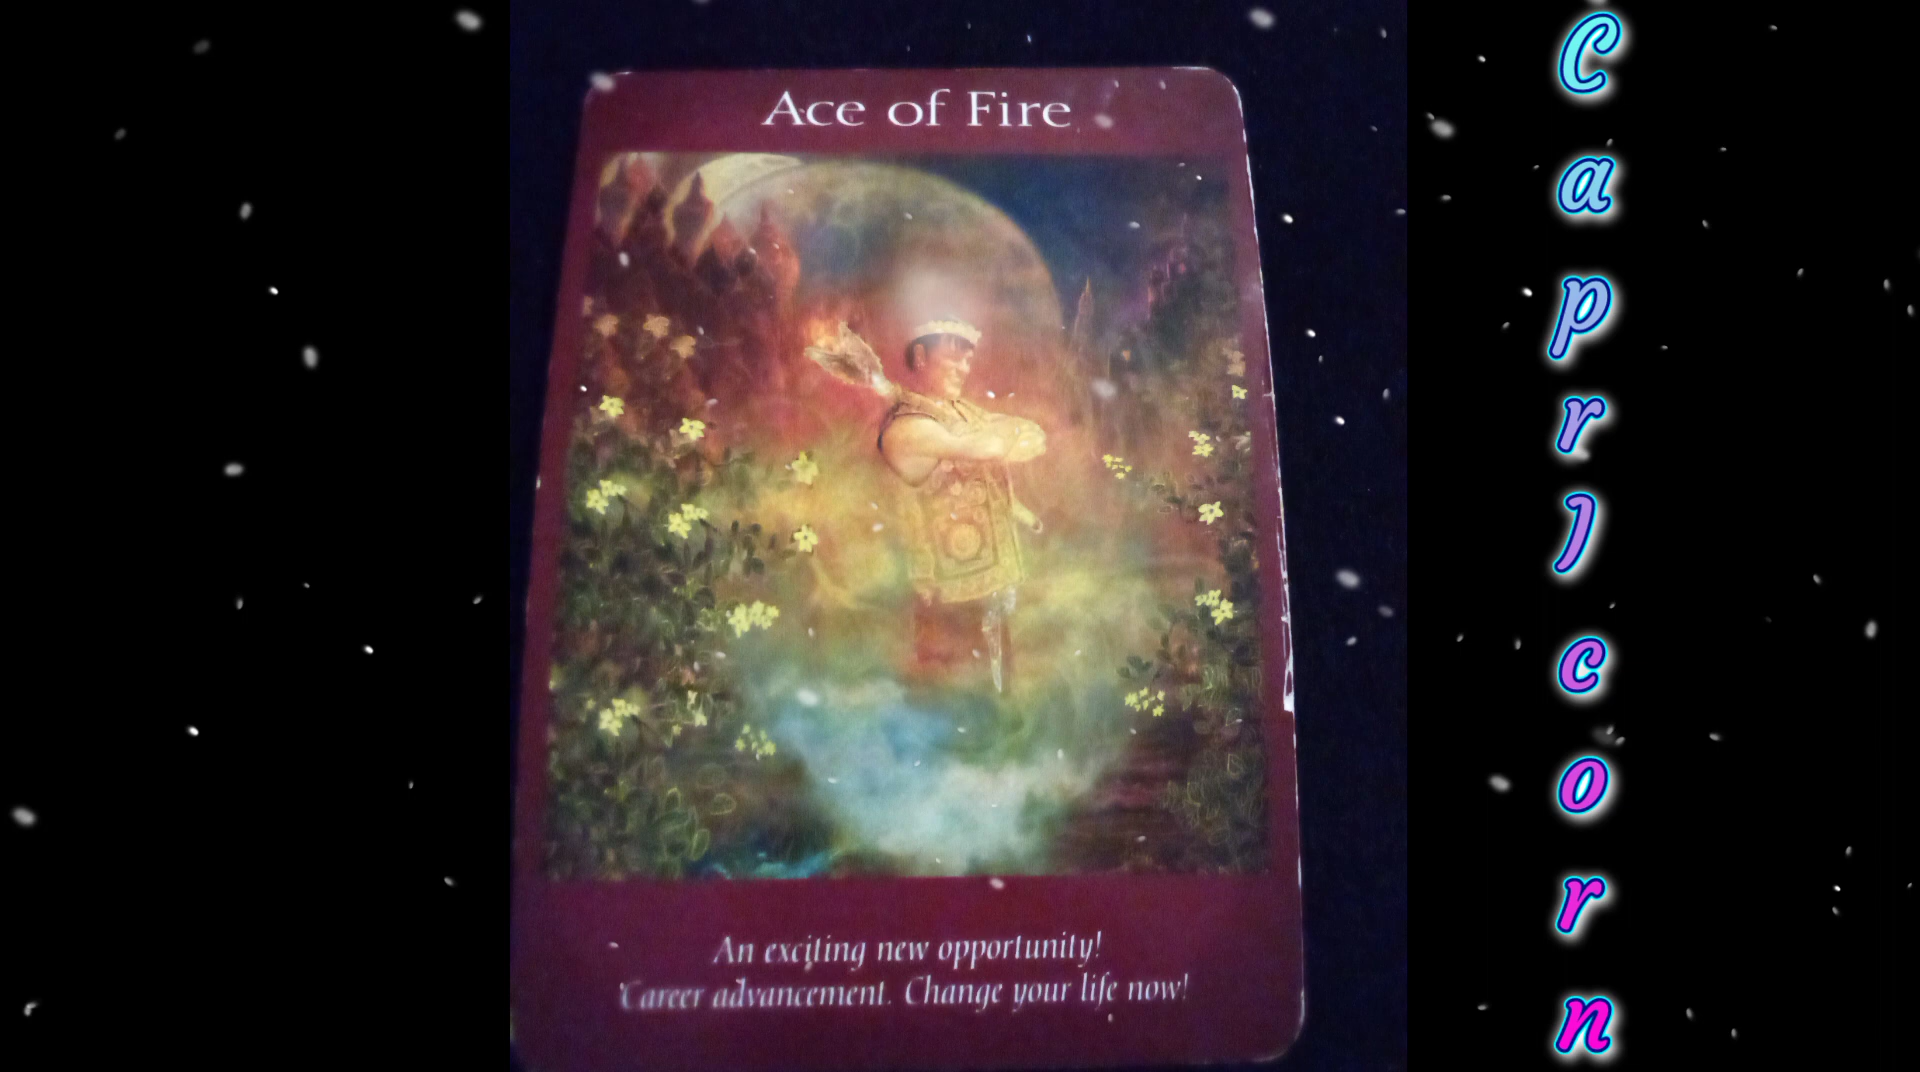 Ace of Fire
An exciting new opportunity!
Career advancement. Change your life now!
Capricorn